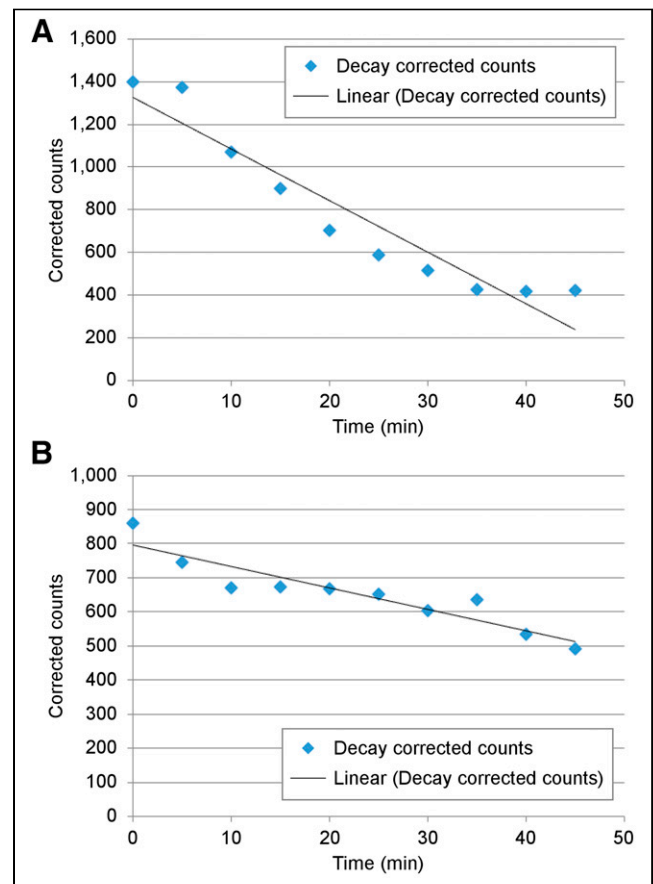 A
1,600
1,400
1,200
1,000
800
600
400
200
0
Corrected counts
Decay corrected counts
Linear (Decay corrected counts)
0 10 20 30 40 50
Time (min)
B
1,000
900
800
700
600
500
400
300
200
100
0
Corrected counts
Decay corrected counts
Linear (Decay corrected counts)
0 10 20 30 40 50
Time (min)